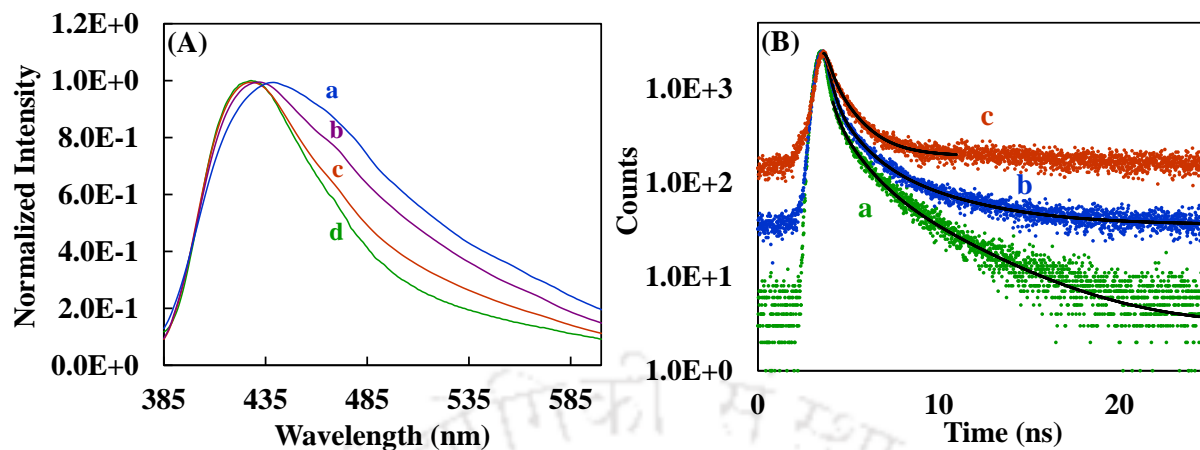 (A)
1.2E+0
1.0E+0
8.0E-1
6.0E-1
4.0E-1
2.0E-1
0.0E+0
385 435 485 535 585
Normalized Intensity
Wavelength (nm)
a
b
c
d
(B)
1.0E+3
1.0E+2
1.0E+1
1.0E+0
0 10 20
Counts
Time (ns)
c
b
a